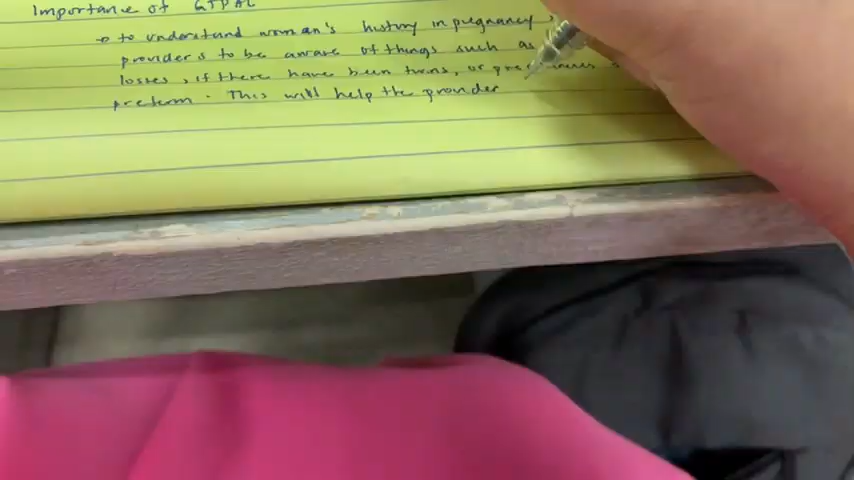 Importance of GTPAL
→ to understand woman's history in pregnancy,
providers to be aware of things such as
losses, if there have been twins, or
preterm. This will help the provider